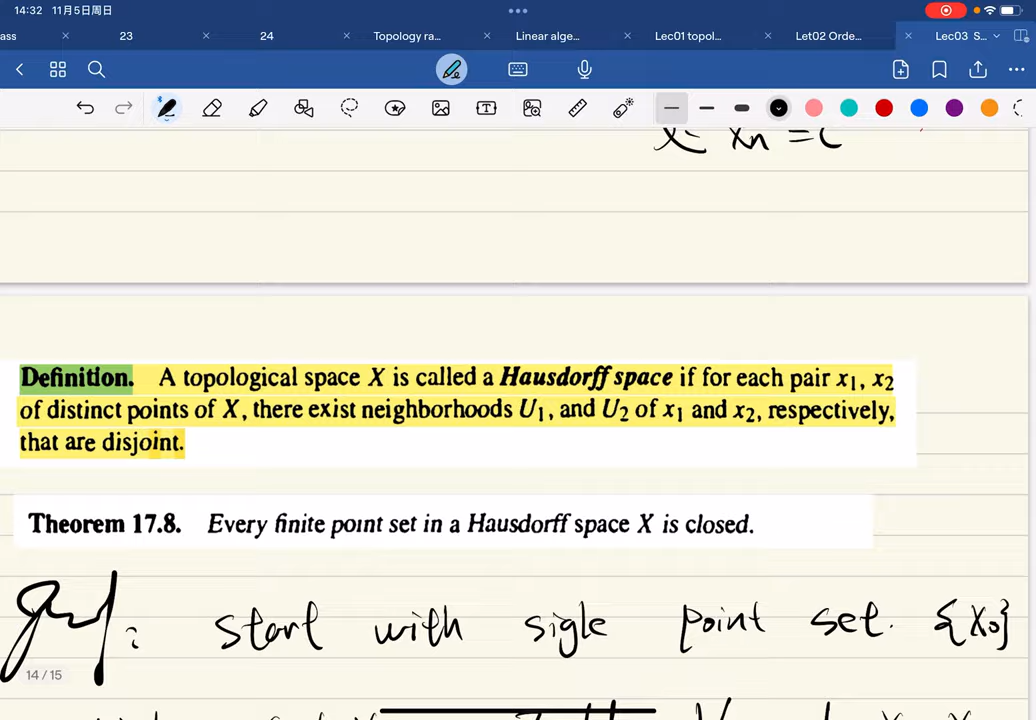 14:32 11月5日周日
ass 23 24 Topology ra... Linear alge... Lec01 topol... Let02 Orde... Lec03 S...
= C
Definition. A topological space X is called a Hausdorff space if for each pair x₁, x₂
of distinct points of X, there exist neighborhoods U₁, and U₂ of x₁ and x₂, respectively,
that are disjoint.
Theorem 17.8. Every finite point set in a Hausdorff space X is closed.
start with sigle point set. {x₀}
14 / 15